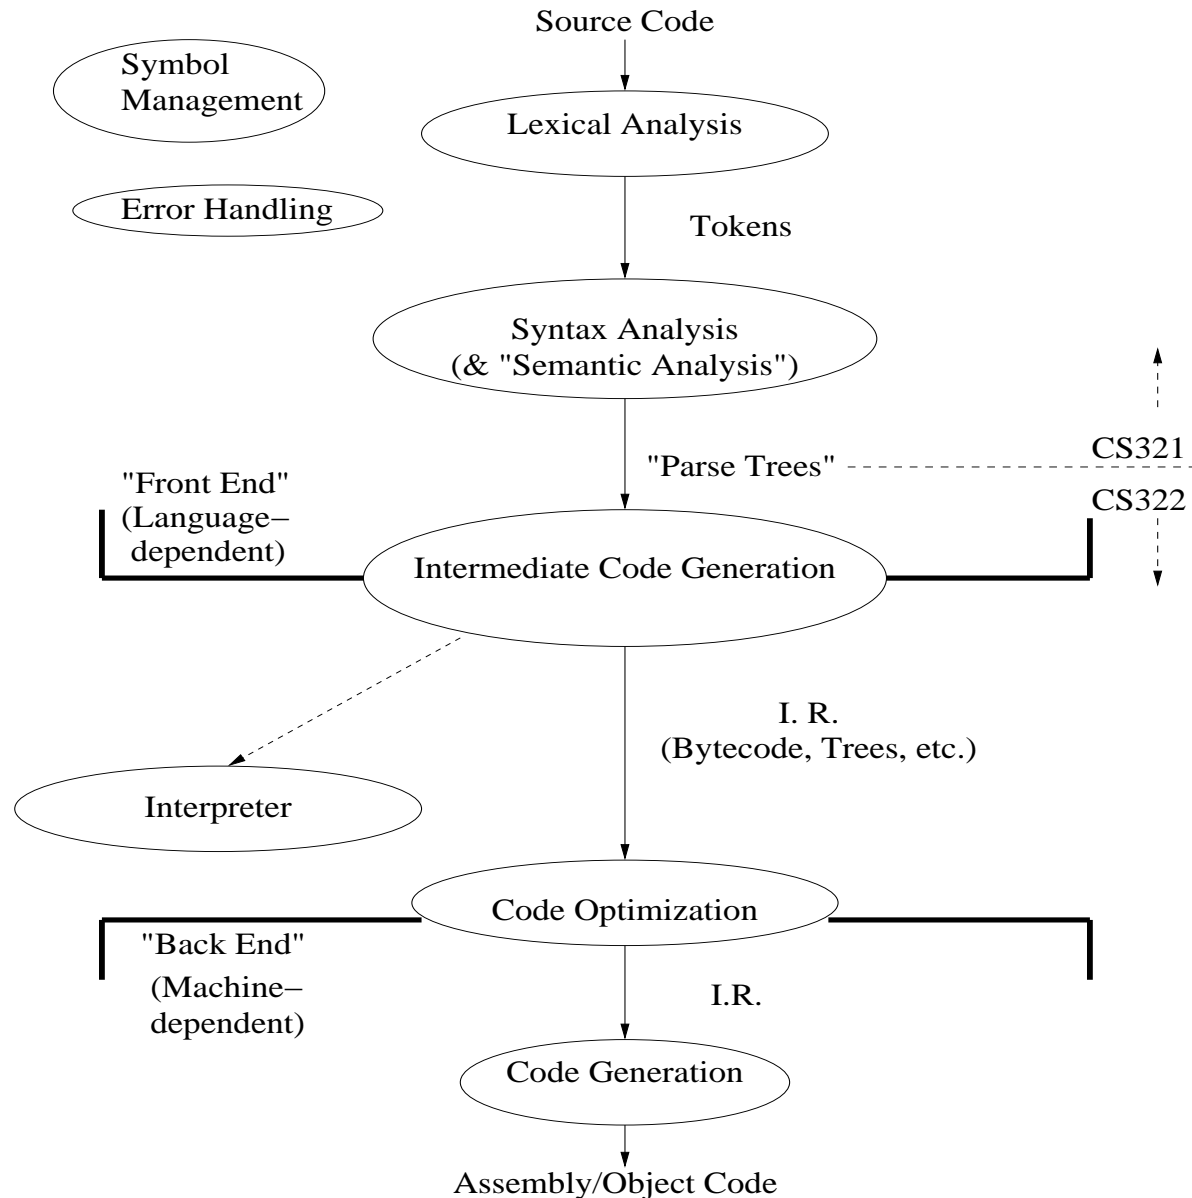 Source Code
Symbol
Management
Lexical Analysis
Error Handling
Tokens
Syntax Analysis
(& "Semantic Analysis")
"Parse Trees"
CS321
CS322
"Front End"
(Language–
dependent)
Intermediate Code Generation
I. R.
(Bytecode, Trees, etc.)
Interpreter
Code Optimization
"Back End"
(Machine–
dependent)
I.R.
Code Generation
Assembly/Object Code